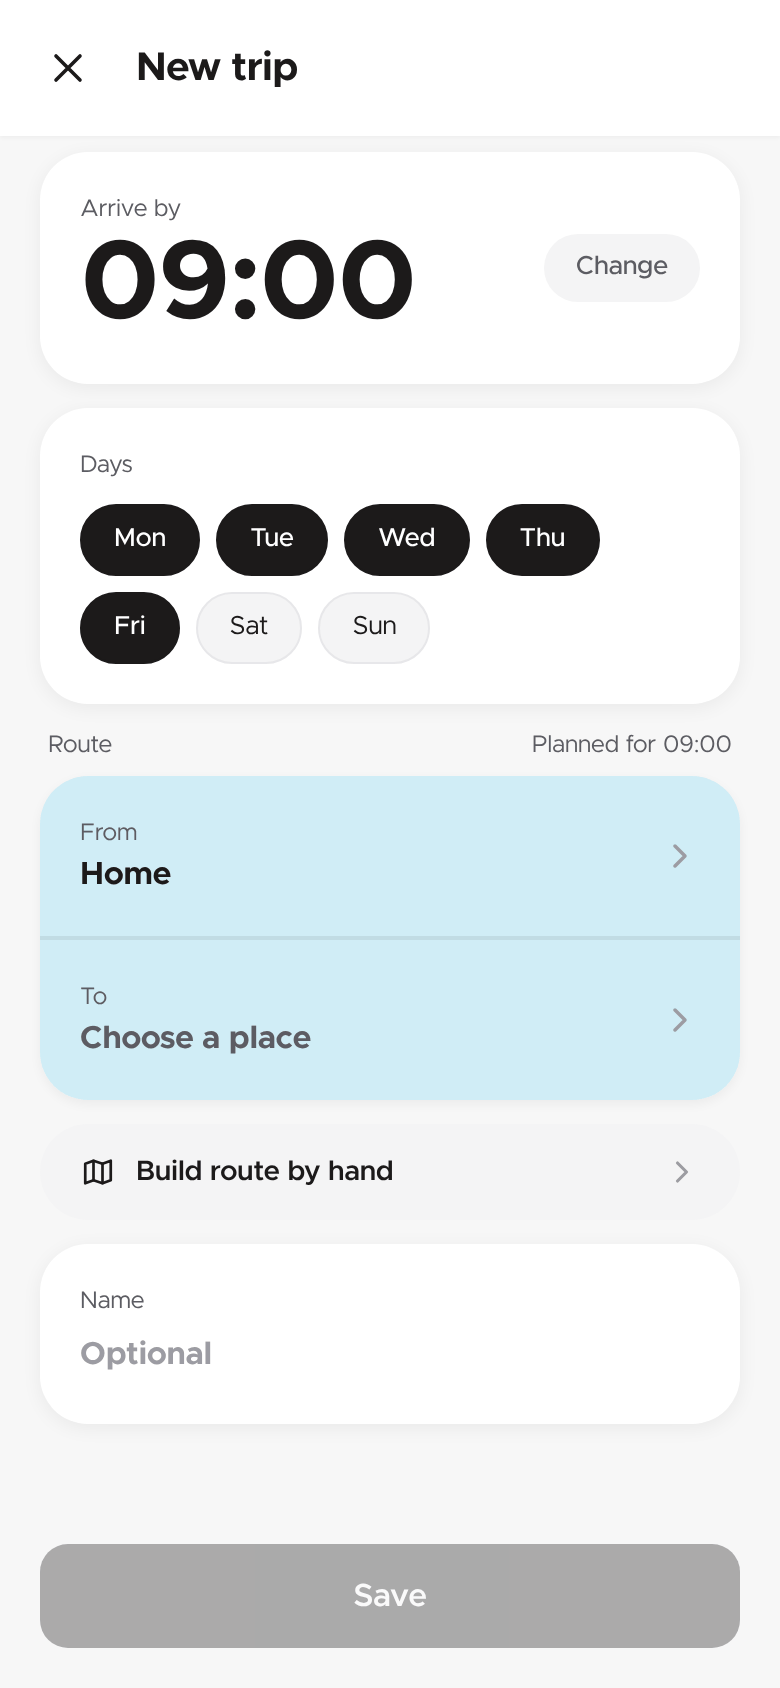 New trip
Arrive by
09:00
Change
Days
Mon Tue Wed Thu
Fri Sat Sun
Route Planned for 09:00
From
Home
To
Choose a place
Build route by hand
Name
Optional
Save